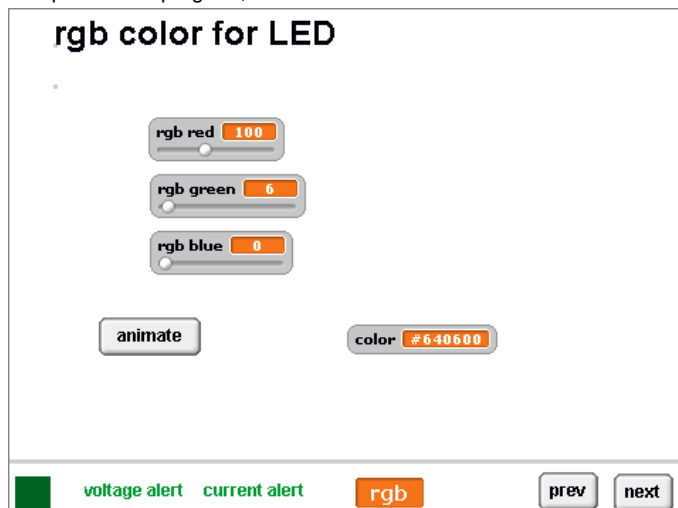 rgb color for LED
rgb red 100
rgb green 6
rgb blue 0
animate
color #640600
voltage alert current alert rgb prev next